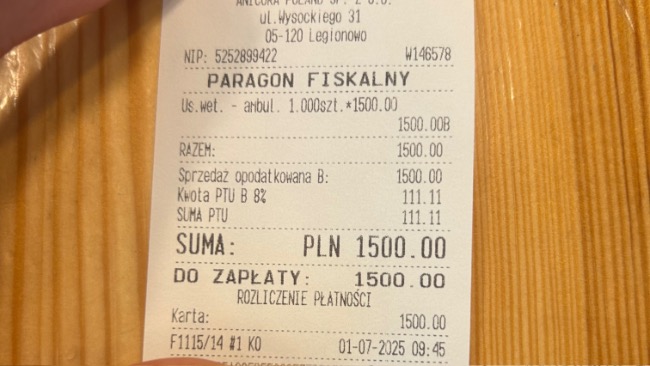 ul.Wysockiego 31
05-120 Legionowo
NIP: 5252899422 W146578
PARAGON FISKALNY
Us.wet. - ambul. 1.000szt.*1500.00
1500.00B
RAZEM: 1500.00
Sprzedaż opodatkowana B: 1500.00
Kwota PTU B 8% 111.11
SUMA PTU 111.11
SUMA: PLN 1500.00
DO ZAPŁATY: 1500.00
ROZLICZENIE PŁATNOŚCI
Karta: 1500.00
F1115/14 #1 KO 01-07-2025 09:45